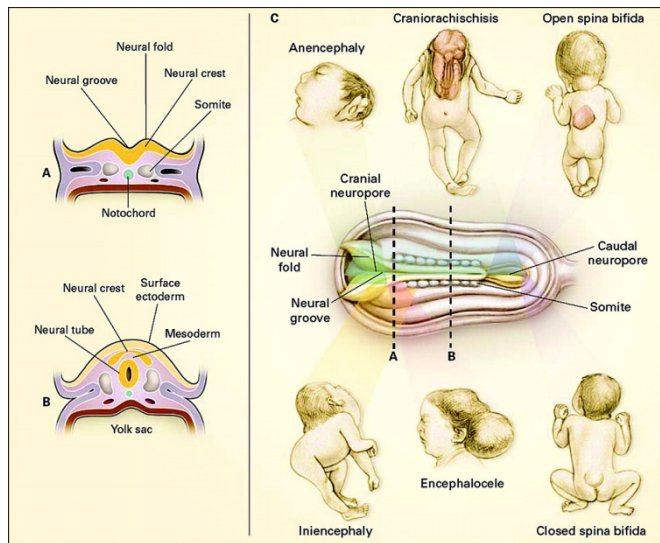 Neural fold
Neural groove
Neural crest
Somite
A
Notochord
Neural crest
Surface
ectoderm
Neural tube
Mesoderm
B
Yolk sac
C
Craniorachischisis
Open spina bifida
Anencephaly
Cranial
neuropore
Neural
fold
Neural
groove
Caudal
neuropore
Somite
A
B
Iniencephaly
Encephalocele
Closed spina bifida